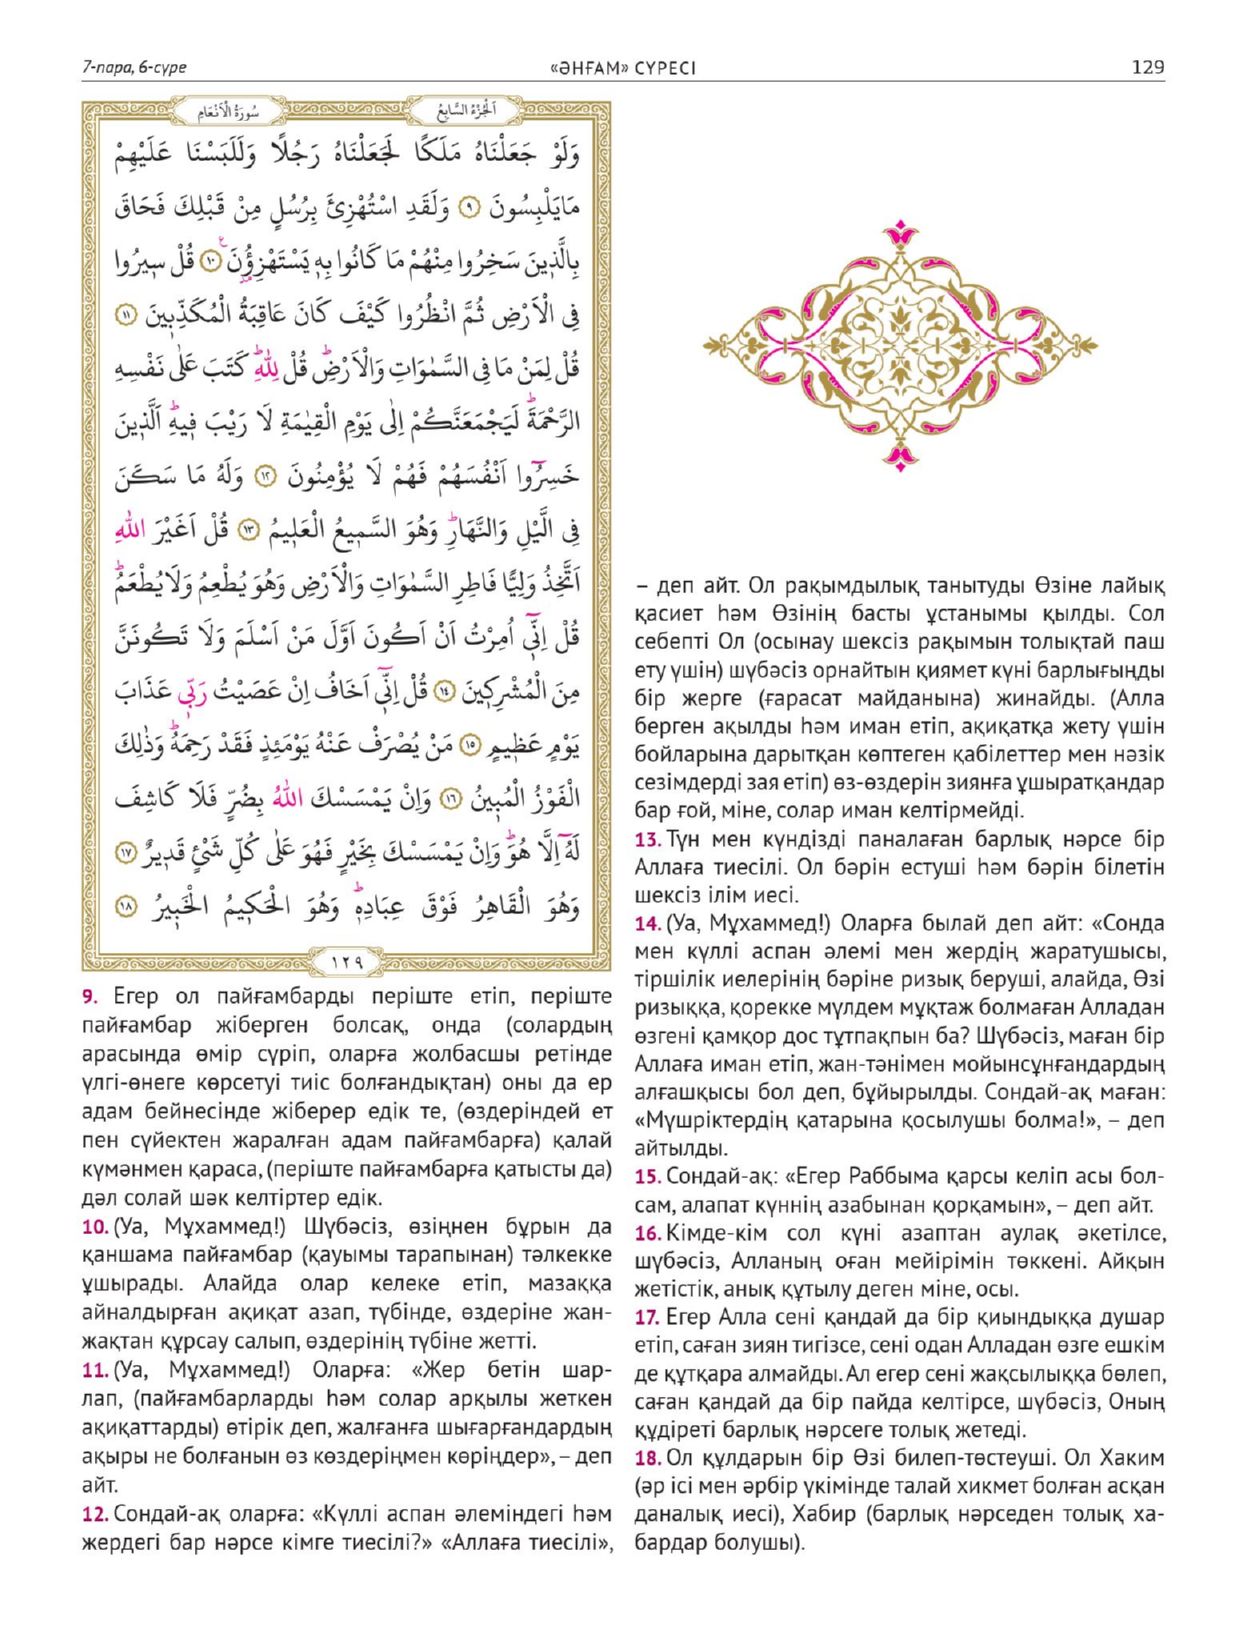 7-пара, 6-сүре
«ӘНҒАМ» СҮРЕСІ
129
اَلْجُزْءُ السَّابِعُ
سُورَةُ الْاَنْعَامِ
وَلَوْ جَعَلْنَاهُ مَلَكًا لَجَعَلْنَاهُ رَجُلًا وَلَلَبَسْنَا عَلَيْهِمْ
مَايَلْبِسُونَ ٩ وَلَقَدِ اسْتُهْزِئَ بِرُسُلٍ مِنْ قَبْلِكَ فَحَاقَ
بِالَّذ۪ينَ سَخِرُوا مِنْهُمْ مَا كَانُوا بِه۪ يَسْتَهْزِؤُ۫نَ ١٠ قُلْ س۪يرُوا
فِي الْاَرْضِ ثُمَّ انْظُرُوا كَيْفَ كَانَ عَاقِبَةُ الْمُكَذِّب۪ينَ ١١
قُلْ لِمَنْ مَا فِي السَّمٰوَاتِ وَالْاَرْضِۜ قُلْ لِلّٰهِۜ كَتَبَ عَلٰى نَفْسِهِ
الرَّحْمَةَۜ لَيَجْمَعَنَّكُمْ اِلٰى يَوْمِ الْقِيٰمَةِ لَا رَيْبَ ف۪يهِۜ اَلَّذ۪ينَ
خَسِرُٓوا اَنْفُسَهُمْ فَهُمْ لَا يُؤْمِنُونَ ١٢ وَلَهُ مَا سَكَنَ
فِي الَّيْلِ وَالنَّهَارِۜ وَهُوَ السَّم۪يعُ الْعَل۪يمُ ١٣ قُلْ اَغَيْرَ اللّٰهِ
اَتَّخِذُ وَلِيًّا فَاطِرِ السَّمٰوَاتِ وَالْاَرْضِ وَهُوَ يُطْعِمُ وَلَا يُطْعَمُۜ
قُلْ اِنّ۪ٓي اُمِرْتُ اَنْ اَكُونَ اَوَّلَ مَنْ اَسْلَمَ وَلَا تَكُونَنَّ
مِنَ الْمُشْرِك۪ينَ ١٤ قُلْ اِنّ۪ٓي اَخَافُ اِنْ عَصَيْتُ رَبّ۪ي عَذَابَ
يَوْمٍ عَظ۪يمٍ ١٥ مَنْ يُصْرَفْ عَنْهُ يَوْمَئِذٍ فَقَدْ رَحِمَهُۜ وَذٰلِكَ
الْفَوْزُ الْمُب۪ينُ ١٦ وَاِنْ يَمْسَسْكَ اللّٰهُ بِضُرٍّ فَلَا كَاشِفَ
لَهُٓ اِلَّا هُوَۜ وَاِنْ يَمْسَسْكَ بِخَيْرٍ فَهُوَ عَلٰى كُلِّ شَيْءٍ قَد۪يرٌ ١٧
وَهُوَ الْقَاهِرُ فَوْقَ عِبَادِه۪ۜ وَهُوَ الْحَك۪يمُ الْخَب۪يرُ ١٨
١٢٩
9. Егер ол пайғамбарды періште етіп, періште
пайғамбар жіберген болсақ, онда (солардың
арасында өмір сүріп, оларға жолбасшы ретінде
үлгі-өнеге көрсетуі тиіс болғандықтан) оны да ер
адам бейнесінде жіберер едік те, (өздеріндей ет
пен сүйектен жаралған адам пайғамбарға) қалай
күмәнмен қараса, (періште пайғамбарға қатысты да)
дәл солай шәк келтіртер едік.
10. (Уа, Мұхаммед!) Шүбәсіз, өзіңнен бұрын да
қаншама пайғамбар (қауымы тарапынан) тәлкекке
ұшырады. Алайда олар келеке етіп, мазаққа
айналдырған ақиқат азап, түбінде, өздеріне жан-
жақтан құрсау салып, өздерінің түбіне жетті.
11. (Уа, Мұхаммед!) Оларға: «Жер бетін шар-
лап, (пайғамбарларды һәм солар арқылы жеткен
ақиқаттарды) өтірік деп, жалғанға шығарғандардың
ақыры не болғанын өз көздеріңмен көріңдер», – деп
айт.
12. Сондай-ақ оларға: «Күллі аспан әлеміндегі һәм
жердегі бар нәрсе кімге тиесілі?» «Аллаға тиесілі»,
– деп айт. Ол рақымдылық танытуды Өзіне лайық
қасиет һәм Өзінің басты ұстанымы қылды. Сол
себепті Ол (осынау шексіз рақымын толықтай паш
ету үшін) шүбәсіз орнайтын қиямет күні барлығыңды
бір жерге (ғарасат майданына) жинайды. (Алла
берген ақылды һәм иман етіп, ақиқатқа жету үшін
бойларына дарытқан көптеген қабілеттер мен нәзік
сезімдерді зая етіп) өз-өздерін зиянға ұшыратқандар
бар ғой, міне, солар иман келтірмейді.
13. Түн мен күндізді паналаған барлық нәрсе бір
Аллаға тиесілі. Ол бәрін естуші һәм бәрін білетін
шексіз ілім иесі.
14. (Уа, Мұхаммед!) Оларға былай деп айт: «Сонда
мен күллі аспан әлемі мен жердің жаратушысы,
тіршілік иелерінің бәріне ризық беруші, алайда, Өзі
ризыққа, қорекке мүлдем мұқтаж болмаған Алладан
өзгені қамқор дос тұтпақпын ба? Шүбәсіз, маған бір
Аллаға иман етіп, жан-тәнімен мойынсұнғандардың
алғашқысы бол деп, бұйырылды. Сондай-ақ маған:
«Мүшріктердің қатарына қосылушы болма!», – деп
айтылды.
15. Сондай-ақ: «Егер Раббыма қарсы келіп асы бол-
сам, алапат күннің азабынан қорқамын», – деп айт.
16. Кімде-кім сол күні азаптан аулақ әкетілсе,
шүбәсіз, Алланың оған мейірімін төккені. Айқын
жетістік, анық құтылу деген міне, осы.
17. Егер Алла сені қандай да бір қиындыққа душар
етіп, саған зиян тигізсе, сені одан Алладан өзге ешкім
де құтқара алмайды. Ал егер сені жақсылыққа бөлеп,
саған қандай да бір пайда келтірсе, шүбәсіз, Оның
құдіреті барлық нәрсеге толық жетеді.
18. Ол құлдарын бір Өзі билеп-төстеуші. Ол Хаким
(әр ісі мен әрбір үкімінде талай хикмет болған асқан
даналық иесі), Хабир (барлық нәрседен толық ха-
бардар болушы).